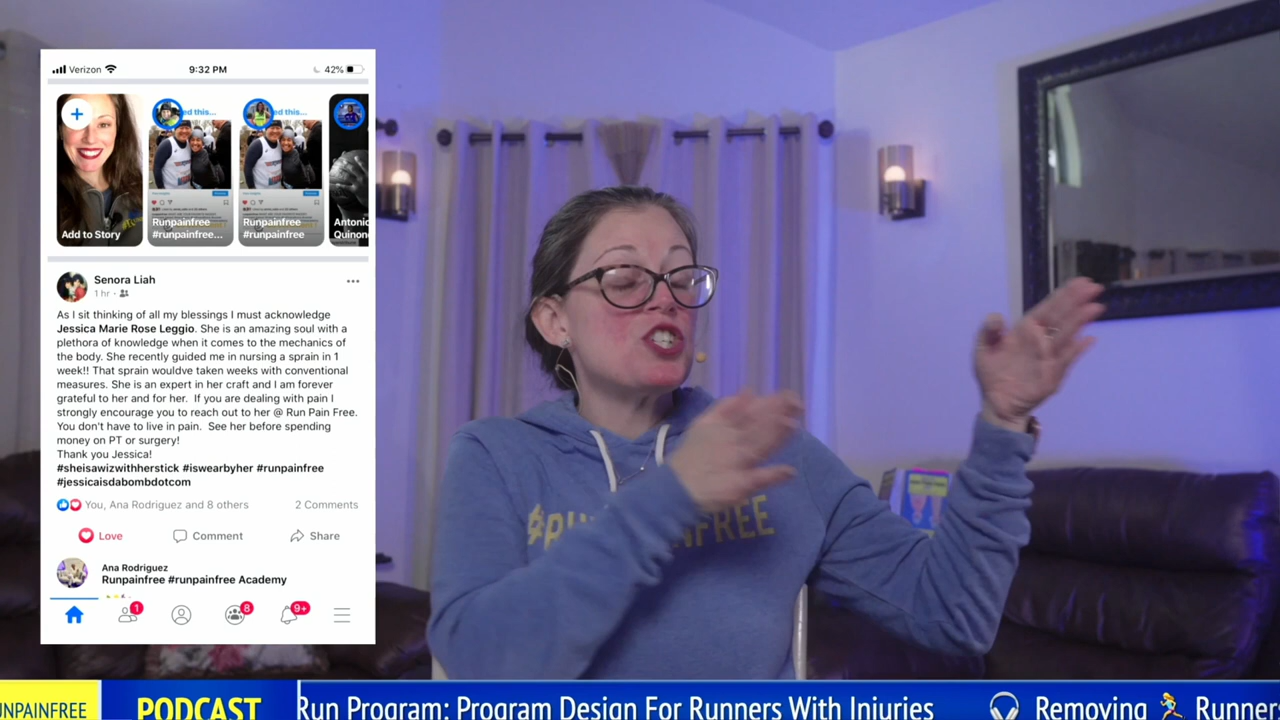 Verizon
9:32 PM
42%
ed this...
ed this...
Runpainfree
#runpainfree...
Runpainfree
#runpainfree
Antonio
Quinon
Add to Story
Senora Liah
1 hr ·
As I sit thinking of all my blessings I must acknowledge
Jessica Marie Rose Leggio. She is an amazing soul with a
plethora of knowledge when it comes to the mechanics of
the body. She recently guided me in nursing a sprain in 1
week!! That sprain wouldve taken weeks with conventional
measures. She is an expert in her craft and I am forever
grateful to her and for her. If you are dealing with pain I
strongly encourage you to reach out to her @ Run Pain Free.
You don't have to live in pain. See her before spending
money on PT or surgery!
Thank you Jessica!
#sheisawizwithherstick #iswearbyher #runpainfree
#jessicaisdabombdotcom
You, Ana Rodriguez and 8 others
2 Comments
Love
Comment
Share
Ana Rodriguez
Runpainfree #runpainfree Academy
1
8
9+
UNPAINFREE
PODCAST
Run Program: Program Design For Runners With Injuries
Removing
Runner